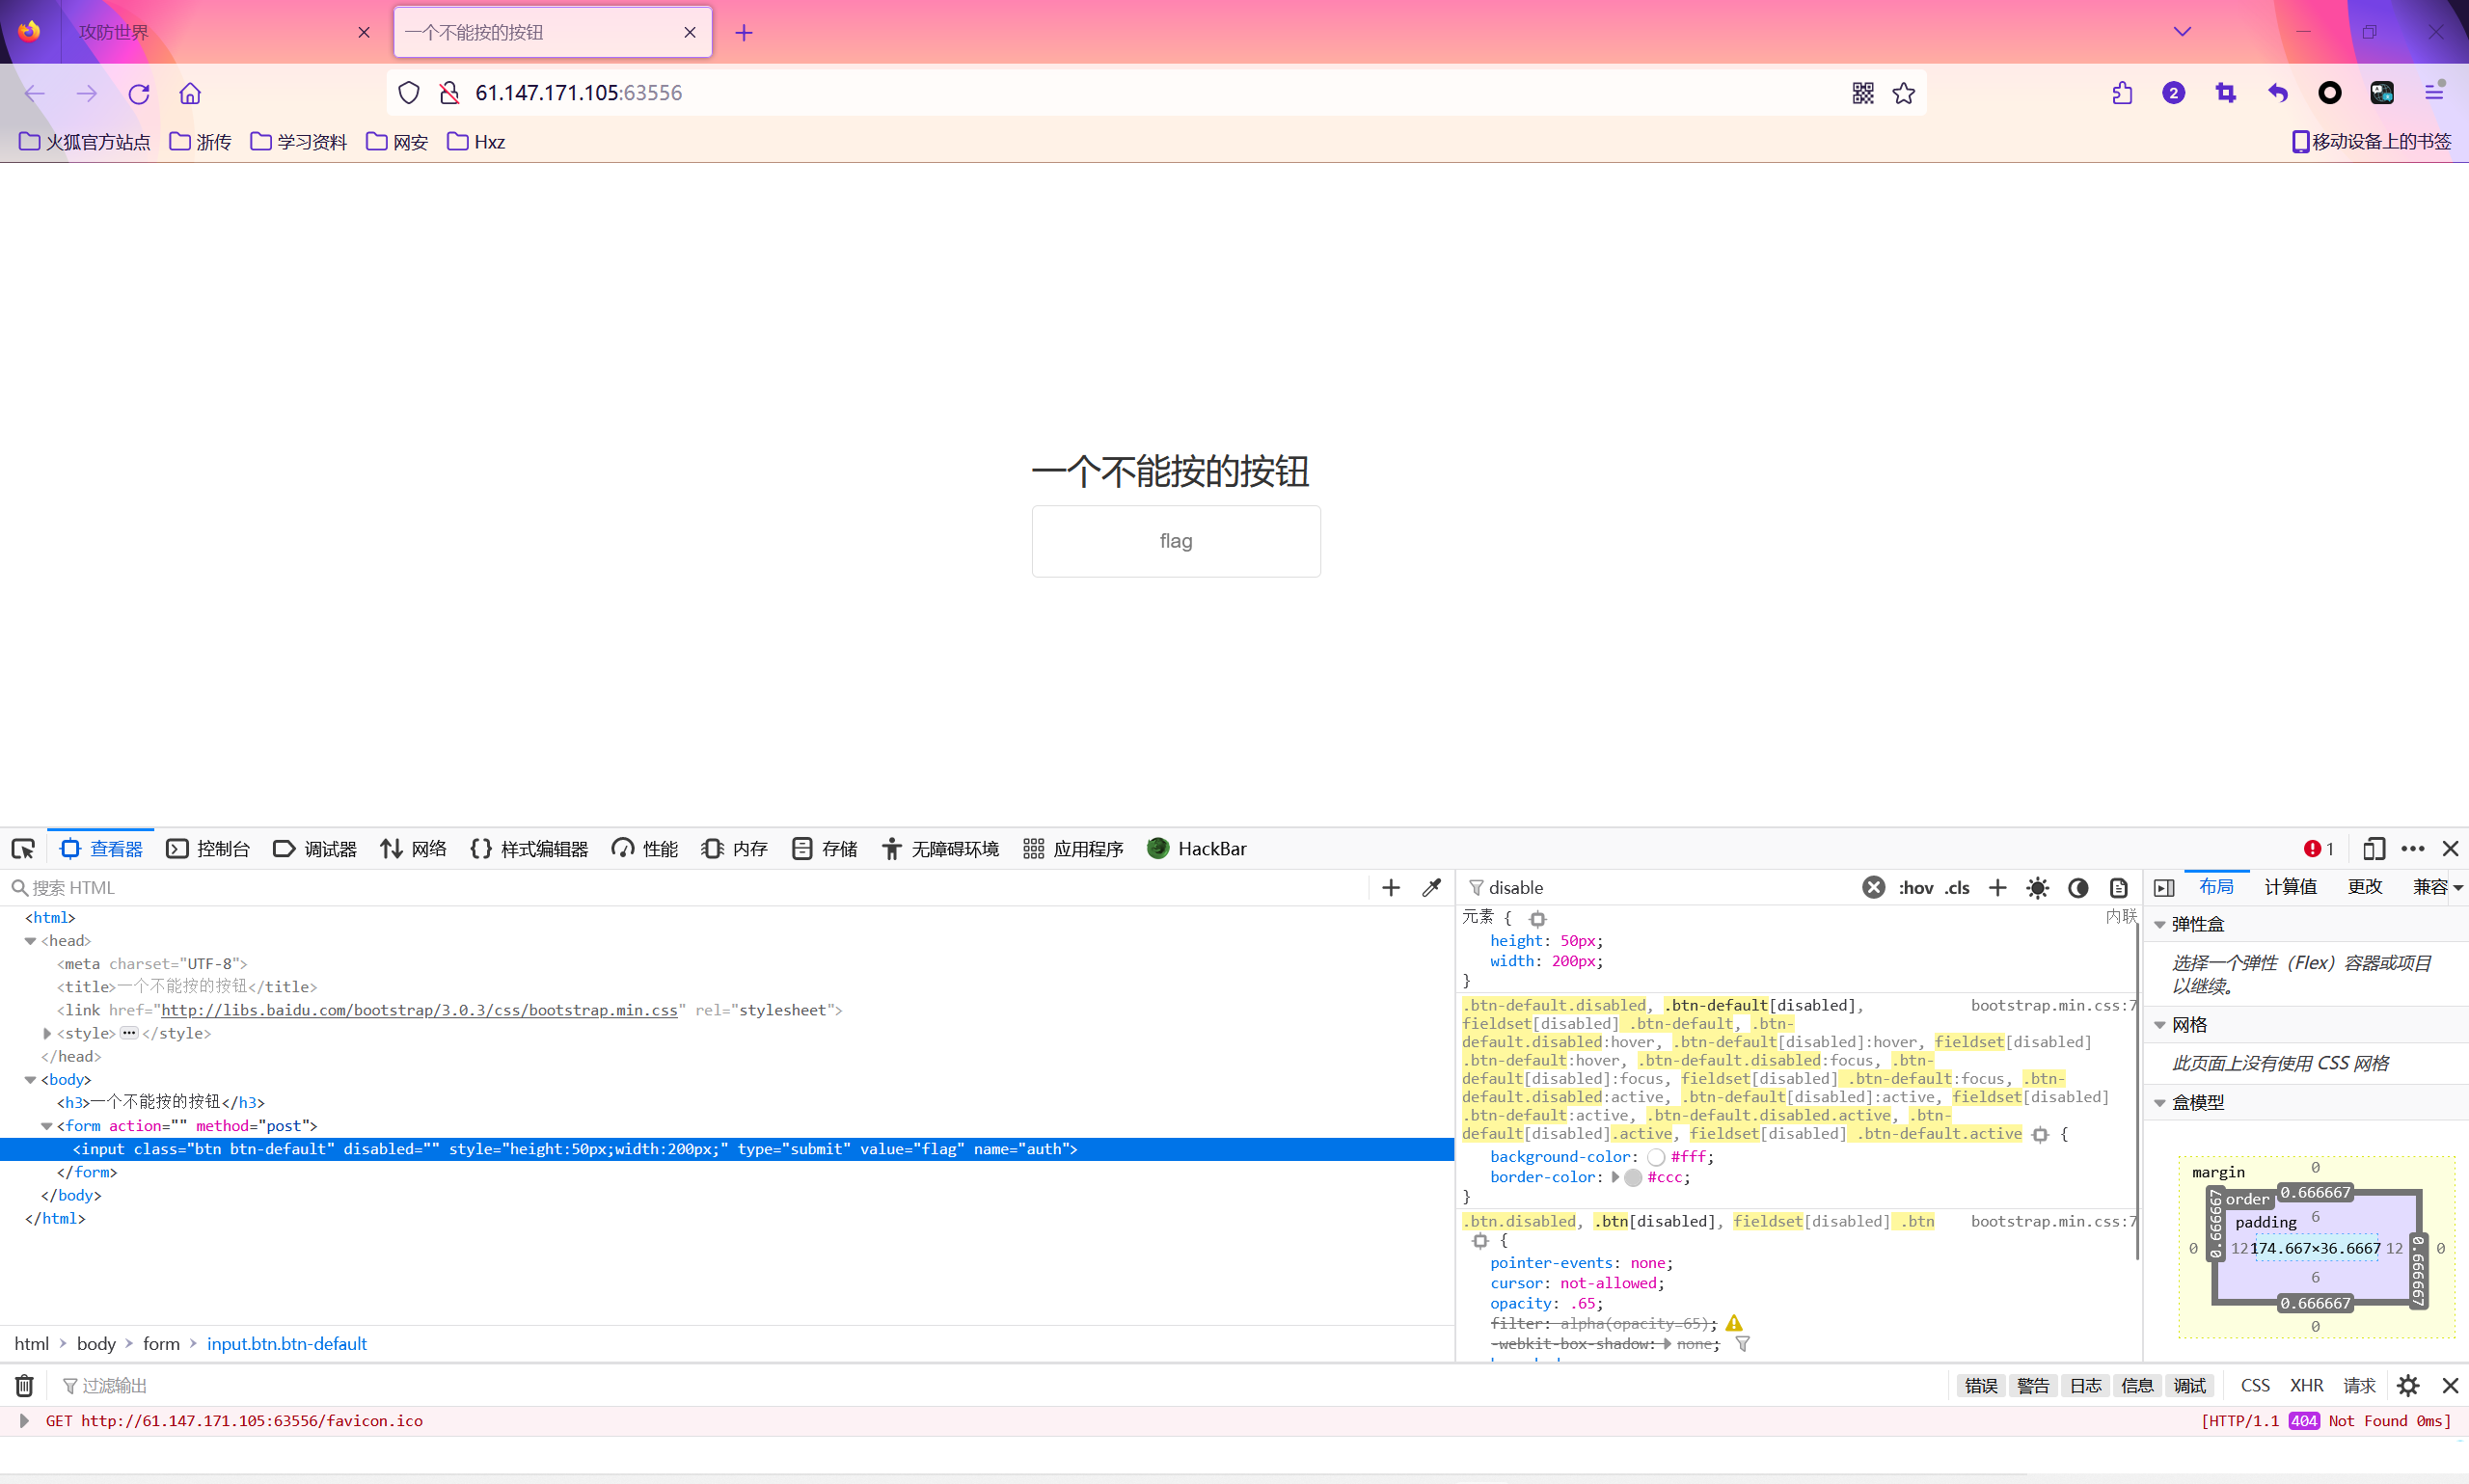 攻防世界
一个不能按的按钮
61.147.171.105:63556
2
火狐官方站点 浙传 学习资料 网安 Hxz 移动设备上的书签
一个不能按的按钮
flag
查看器 控制台 调试器 网络 样式编辑器 性能 内存 存储 无障碍环境 应用程序 HackBar 1
搜索 HTML
<html>
<head>
<meta charset="UTF-8">
<title>一个不能按的按钮</title>
<link href="http://libs.baidu.com/bootstrap/3.0.3/css/bootstrap.min.css" rel="stylesheet">
<style></style>
</head>
<body>
<h3>一个不能按的按钮</h3>
<form action="" method="post">
<input class="btn btn-default" disabled="" style="height:50px;width:200px;" type="submit" value="flag" name="auth">
</form>
</body>
</html>
html > body > form > input.btn.btn-default
disable :hov .cls
元素 { 内联
height: 50px;
width: 200px;
}
.btn-default.disabled, .btn-default[disabled], bootstrap.min.css:7
fieldset[disabled] .btn-default, .btn-
default.disabled:hover, .btn-default[disabled]:hover, fieldset[disabled]
.btn-default:hover, .btn-default.disabled:focus, .btn-
default[disabled]:focus, fieldset[disabled] .btn-default:focus, .btn-
default.disabled:active, .btn-default[disabled]:active, fieldset[disabled]
.btn-default:active, .btn-default.disabled.active, .btn-
default[disabled].active, fieldset[disabled] .btn-default.active {
background-color: #fff;
border-color: #ccc;
}
.btn.disabled, .btn[disabled], fieldset[disabled] .btn bootstrap.min.css:7
{
pointer-events: none;
cursor: not-allowed;
opacity: .65;
filter: alpha(opacity=65);
-webkit-box-shadow: none;
布局 计算值 更改 兼容
弹性盒
选择一个弹性（Flex）容器或项目
以继续。
网格
此页面上没有使用 CSS 网格
盒模型
margin 0
order 0.666667
padding 6
0 0.666667 12 174.667×36.6667 12 0.666667 0
6
0.666667
0
过滤输出 错误 警告 日志 信息 调试 CSS XHR 请求
GET http://61.147.171.105:63556/favicon.ico [HTTP/1.1 404 Not Found 0ms]